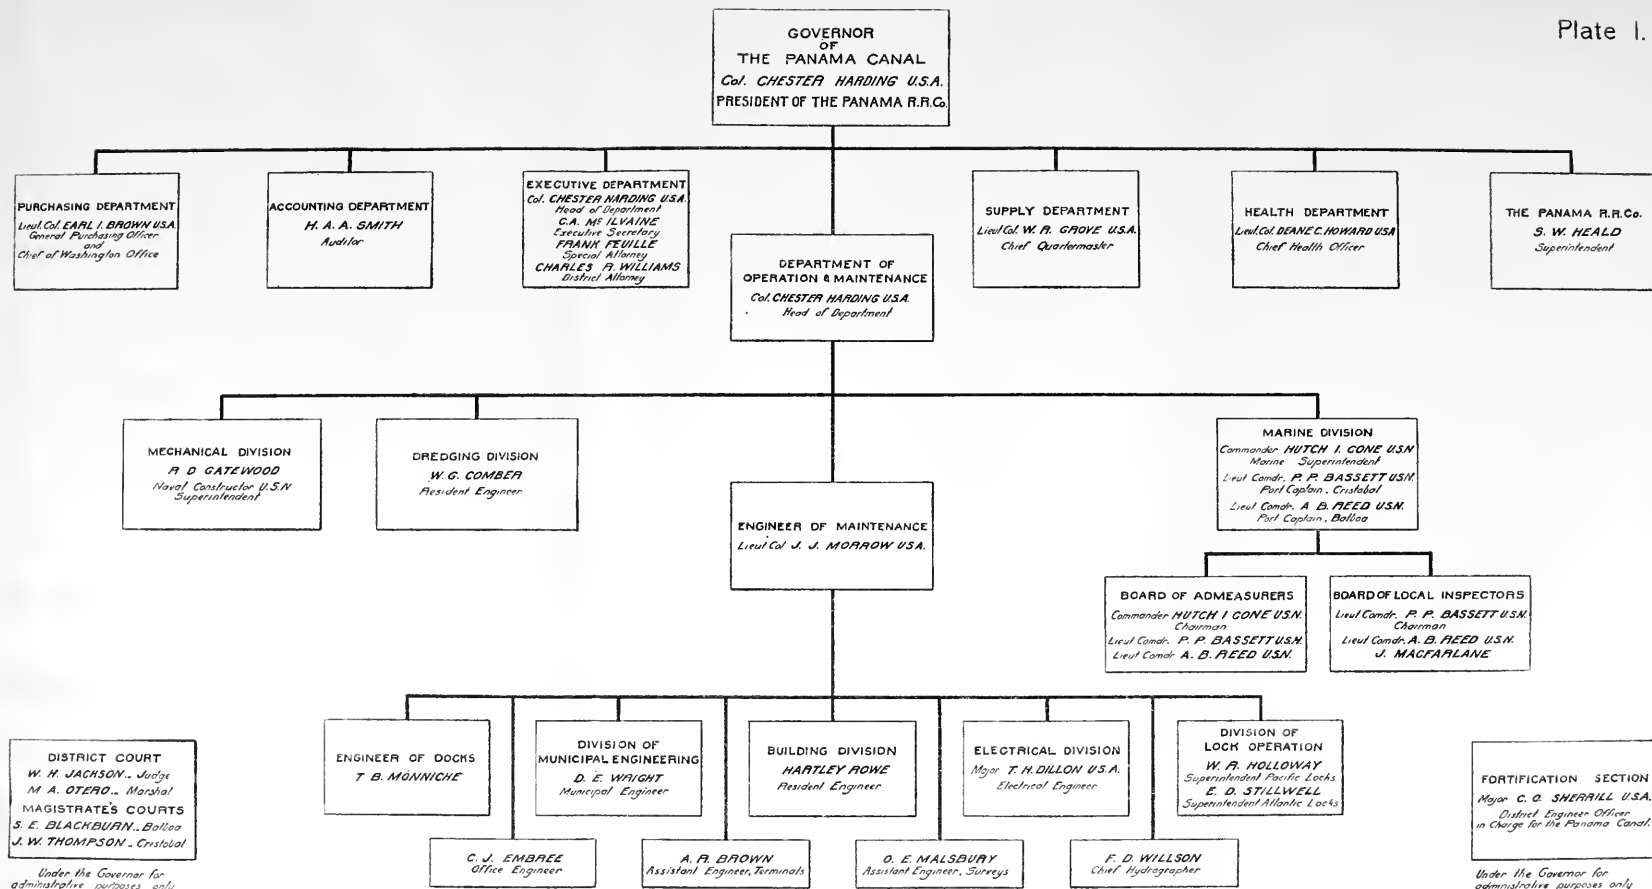 Plate I.
GOVERNOR
OF
THE PANAMA CANAL
Col. CHESTER HARDING U.S.A.
PRESIDENT OF THE PANAMA R.R.Co.
PURCHASING DEPARTMENT
Lieut. Col. EARL I. BROWN U.S.A.
General Purchasing Officer
and
Chief of Washington Office
ACCOUNTING DEPARTMENT
H. A. A. SMITH
Auditor
EXECUTIVE DEPARTMENT
Col. CHESTER HARDING U.S.A.
Head of Department
C.A. McILVAINE
Executive Secretary
FRANK FEUILLE
Special Attorney
CHARLES R. WILLIAMS
District Attorney
DEPARTMENT OF
OPERATION & MAINTENANCE
Col. CHESTER HARDING U.S.A.
Head of Department
SUPPLY DEPARTMENT
Lieut. Col. W. R. GROVE U.S.A.
Chief Quartermaster
HEALTH DEPARTMENT
Lieut. Col. DEANE C. HOWARD USA
Chief Health Officer
THE PANAMA R.R.Co.
S. W. HEALD
Superintendent
MECHANICAL DIVISION
R D GATEWOOD
Naval Constructor U.S.N
Superintendent
DREDGING DIVISION
W. G. COMBER
Resident Engineer
ENGINEER OF MAINTENANCE
Lieut Col J. J. MORROW USA.
MARINE DIVISION
Commander HUTCH I. CONE U.S.N
Marine Superintendent
Lieut Comdr. P. P. BASSETT USN.
Port Captain, Cristobal
Lieut Comdr. A B. REED U.S.N.
Port Captain, Balboa
BOARD OF ADMEASURERS
Commander HUTCH I CONE U.S.N.
Chairman
Lieut Comdr. P. P. BASSETT U.S.N.
Lieut Comdr A. B. REED U.S.N.
BOARD OF LOCAL INSPECTORS
Lieut Comdr. P. P. BASSETT U.S.N.
Chairman
Lieut Comdr. A. B. REED U.S.N.
J. MACFARLANE
ENGINEER OF DOCKS
T B. MÖNNICHE
DIVISION OF
MUNICIPAL ENGINEERING
D. E. WRIGHT
Municipal Engineer
BUILDING DIVISION
HARTLEY ROWE
Resident Engineer
ELECTRICAL DIVISION
Major T. H. DILLON U.S.A.
Electrical Engineer
DIVISION OF
LOCK OPERATION
W. R. HOLLOWAY
Superintendent Pacific Locks
E. D. STILLWELL
Superintendent Atlantic Locks
C. J. EMBREE
Office Engineer
A. R. BROWN
Assistant Engineer, Terminals
O. E. MALSBURY
Assistant Engineer, Surveys
F. D. WILLSON
Chief Hydrographer
DISTRICT COURT
W. H. JACKSON.. Judge
M A. OTERO.. Marshal
MAGISTRATE'S COURTS
S. E. BLACKBURN.. Balboa
J. W. THOMPSON.. Cristobal
Under the Governor for
administrative purposes only
FORTIFICATION SECTION
Major C. O. SHERRILL U.S.A.
District Engineer Officer
in Charge for the Panama Canal.
Under the Governor for
administrative purposes only.